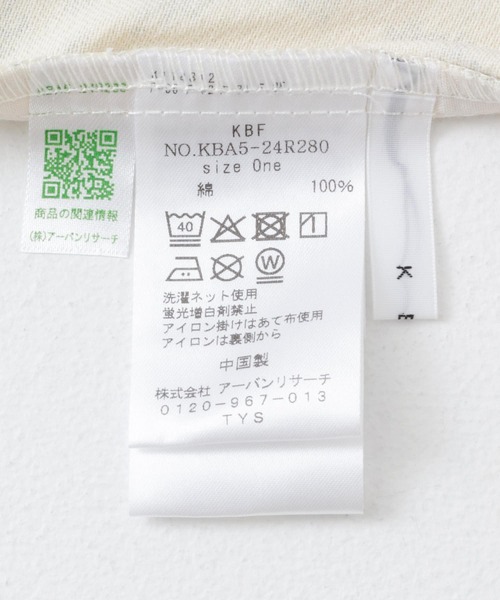 KBF
NO.KBA5-24R280
size One
綿 100%
40
W
洗濯ネット使用
蛍光増白剤禁止
アイロン掛けはあて布使用
アイロンは裏側から
中国製
株式会社 アーバンリサーチ
0120-967-013
TYS
商品の関連情報
(株)アーバンリサーチ
K